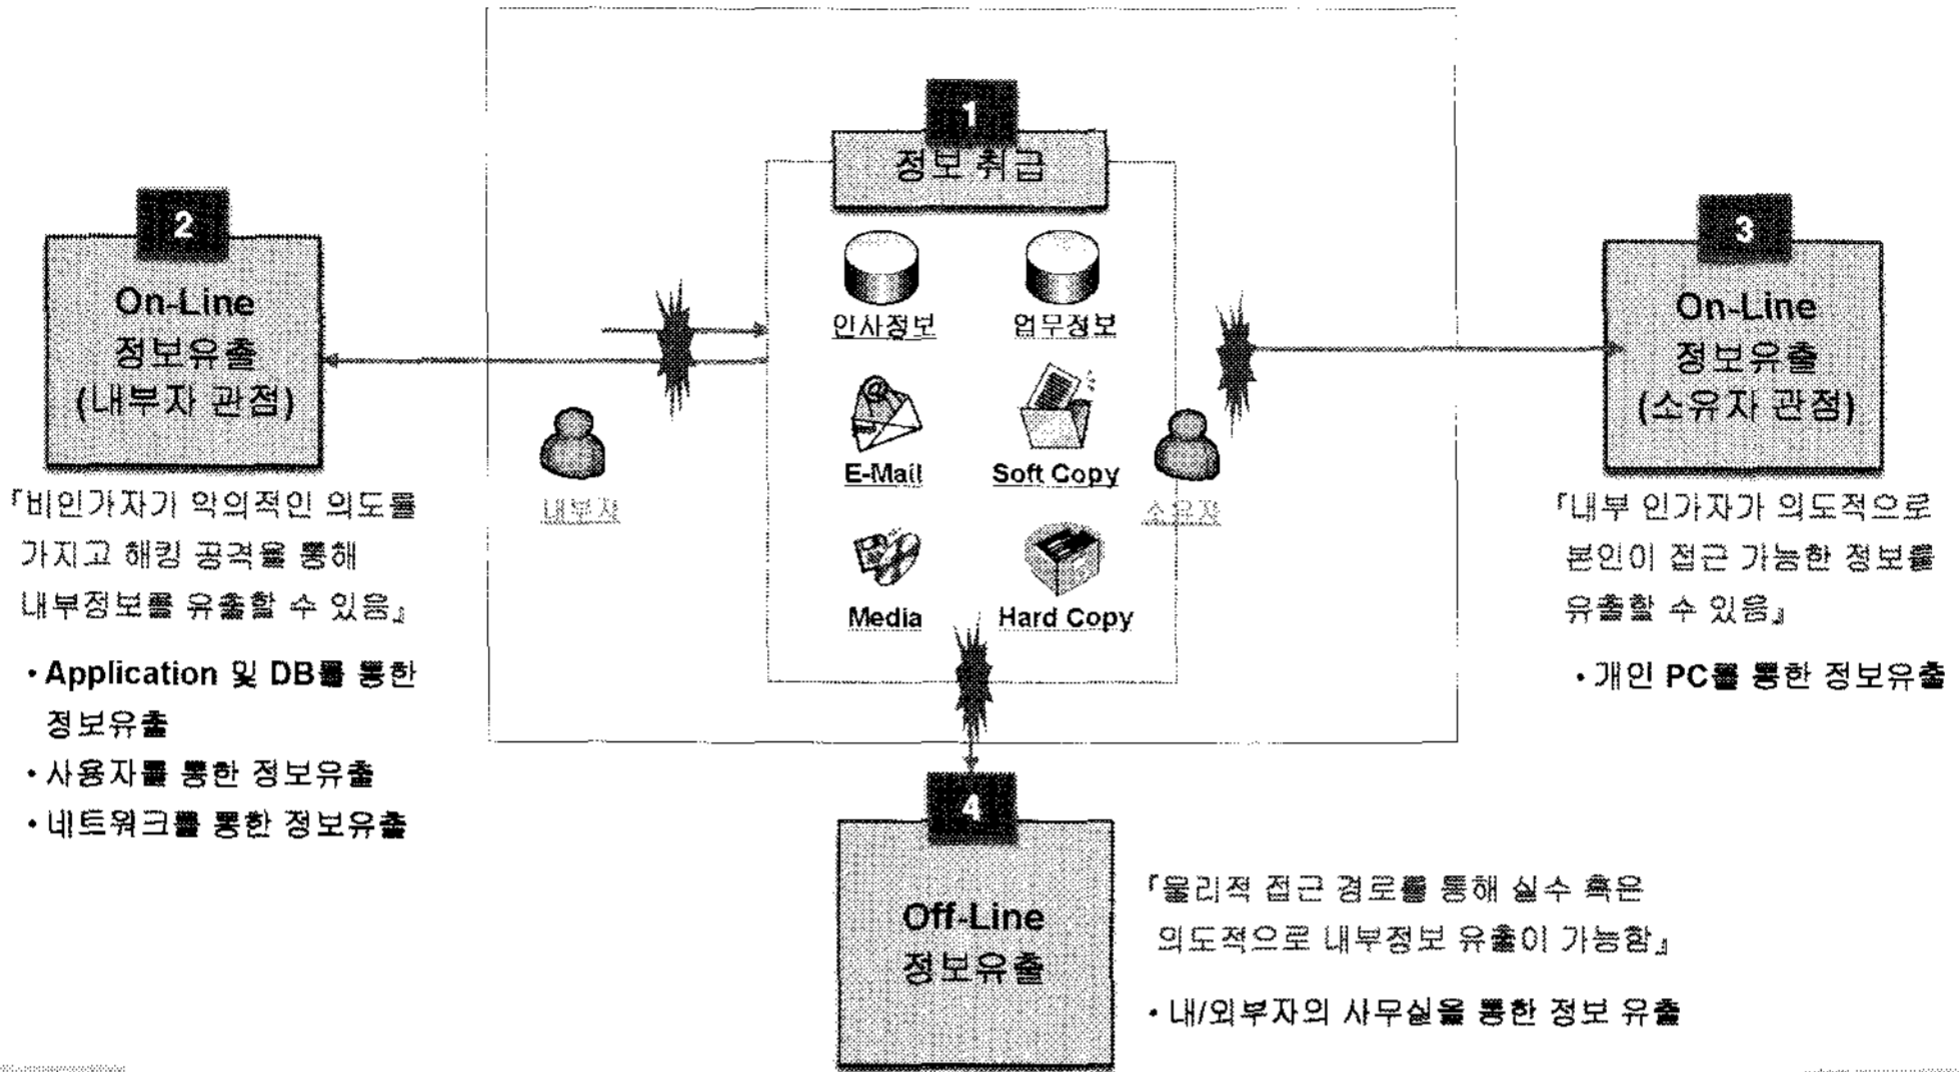 1
정보 취급
인사정보
업무정보
E-Mail
Soft Copy
Media
Hard Copy
내부자
소유자
2
On-Line
정보유출
(내부자 관점)
『비인가자가 악의적인 의도를
가지고 해킹 공격을 통해
내부정보를 유출할 수 있음』
• Application 및 DB를 통한
정보유출
• 사용자를 통한 정보유출
• 네트워크를 통한 정보유출
3
On-Line
정보유출
(소유자 관점)
『내부 인가자가 의도적으로
본인이 접근 가능한 정보를
유출할 수 있음』
• 개인 PC를 통한 정보유출
4
Off-Line
정보유출
『물리적 접근 경로를 통해 실수 혹은
의도적으로 내부정보 유출이 가능함』
• 내/외부자의 사무실을 통한 정보 유출